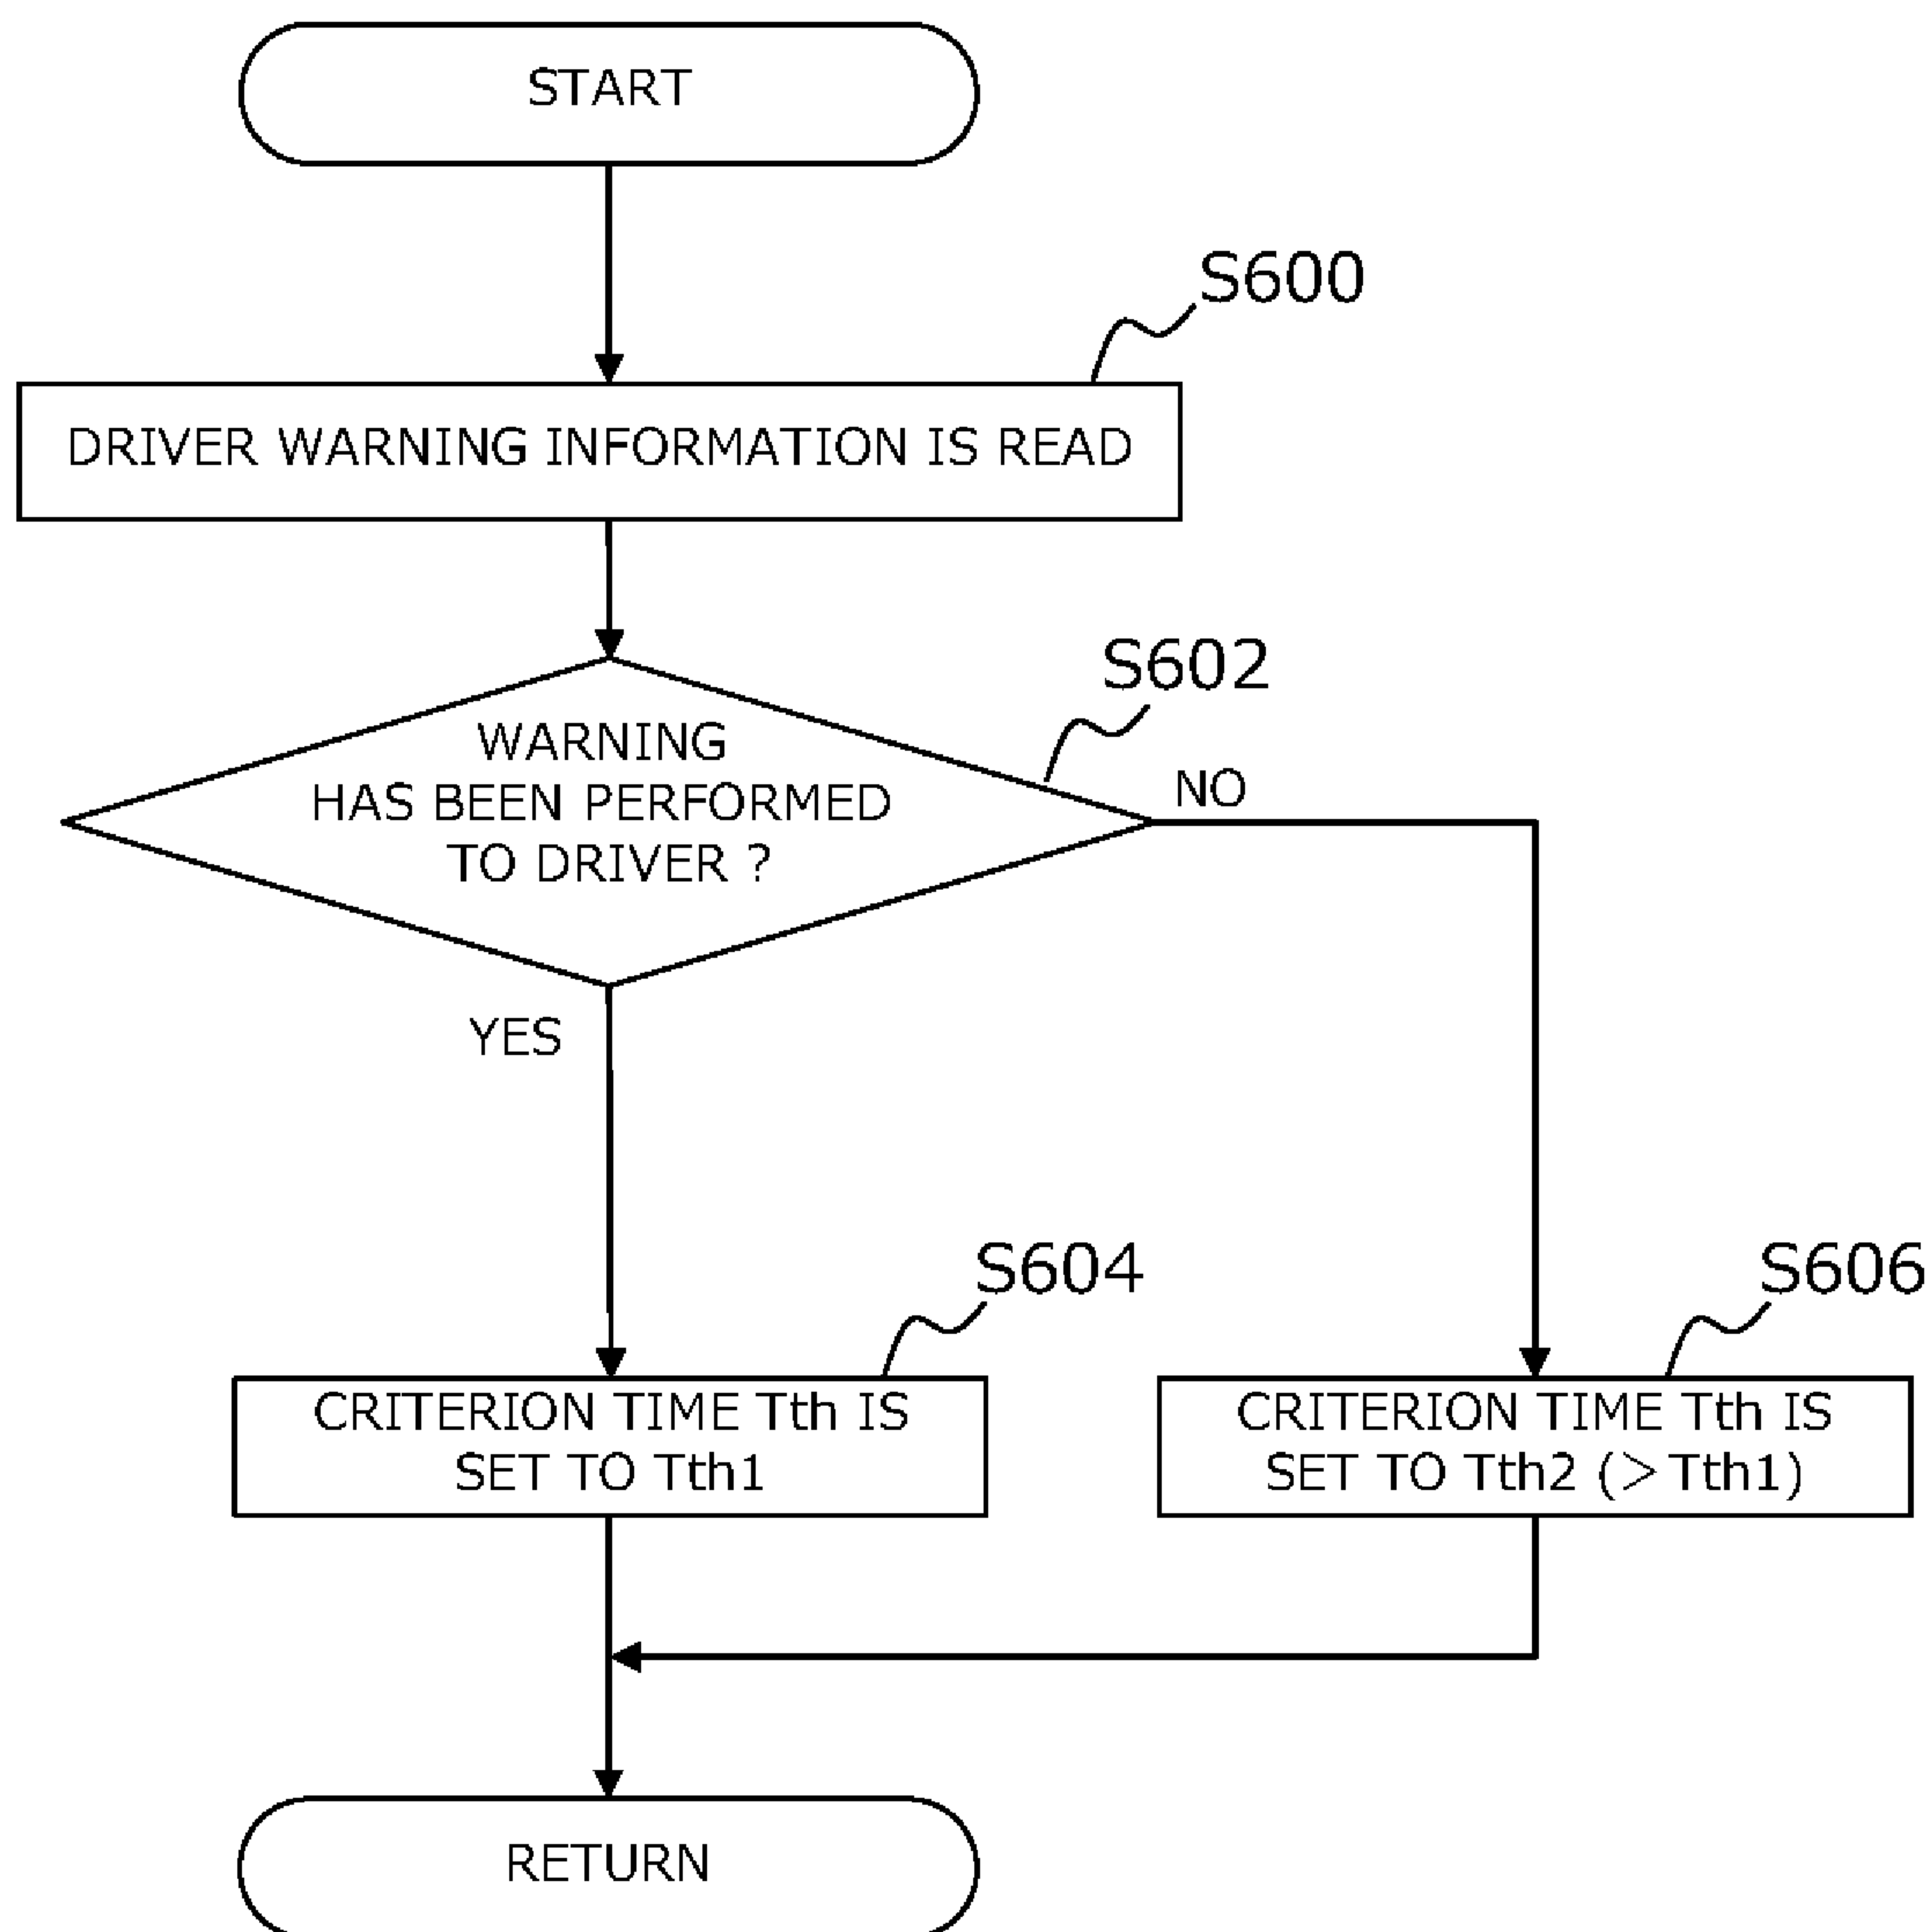 START
S600
DRIVER WARNING INFORMATION IS READ
S602
WARNING
HAS BEEN PERFORMED
TO DRIVER ?
NO
YES
S604
CRITERION TIME Tth IS
SET TO Tth1
S606
CRITERION TIME Tth IS
SET TO Tth2 (> Tth1)
RETURN